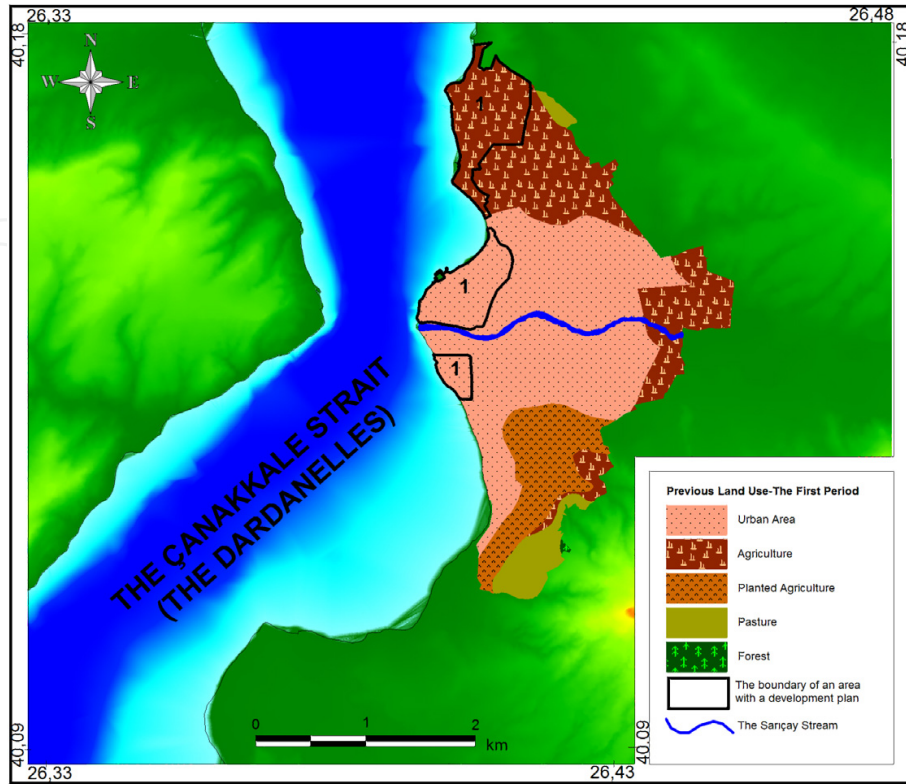 26,33
26,48
40,18
40,18
N
W E
S
1
1
1
THE ÇANAKKALE STRAIT
(THE DARDANELLES)
Previous Land Use-The First Period
Urban Area
Agriculture
Planted Agriculture
Pasture
Forest
The boundary of an area
with a development plan
The Sarıçay Stream
0 1 2
km
40,09
40,09
26,33
26,43